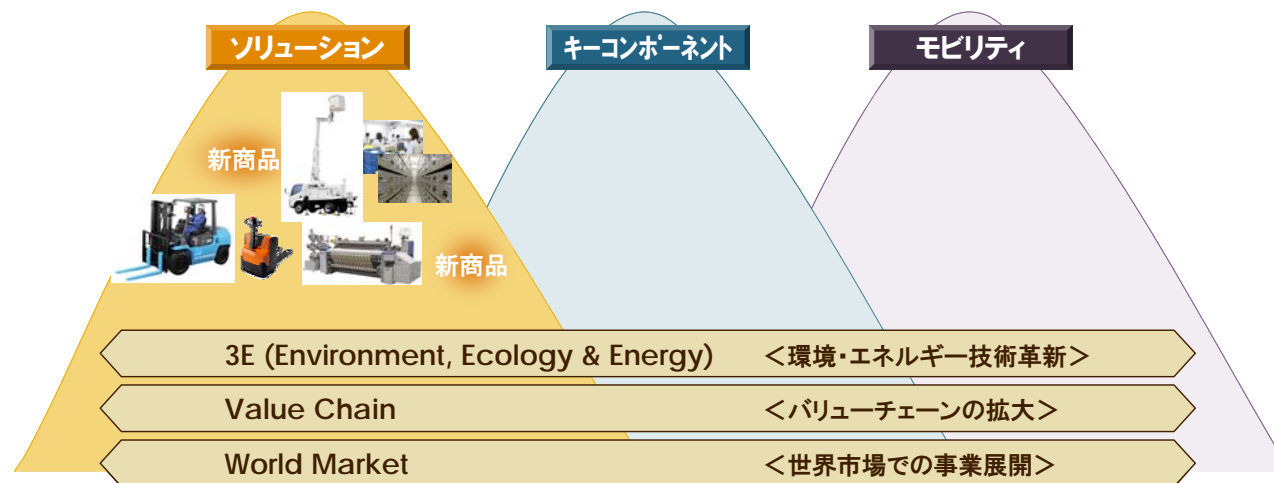 ソリューション
キーコンポーネント
モビリティ
新商品
新商品
3E (Environment, Ecology & Energy) <環境・エネルギー技術革新>
Value Chain <バリューチェーンの拡大>
World Market <世界市場での事業展開>